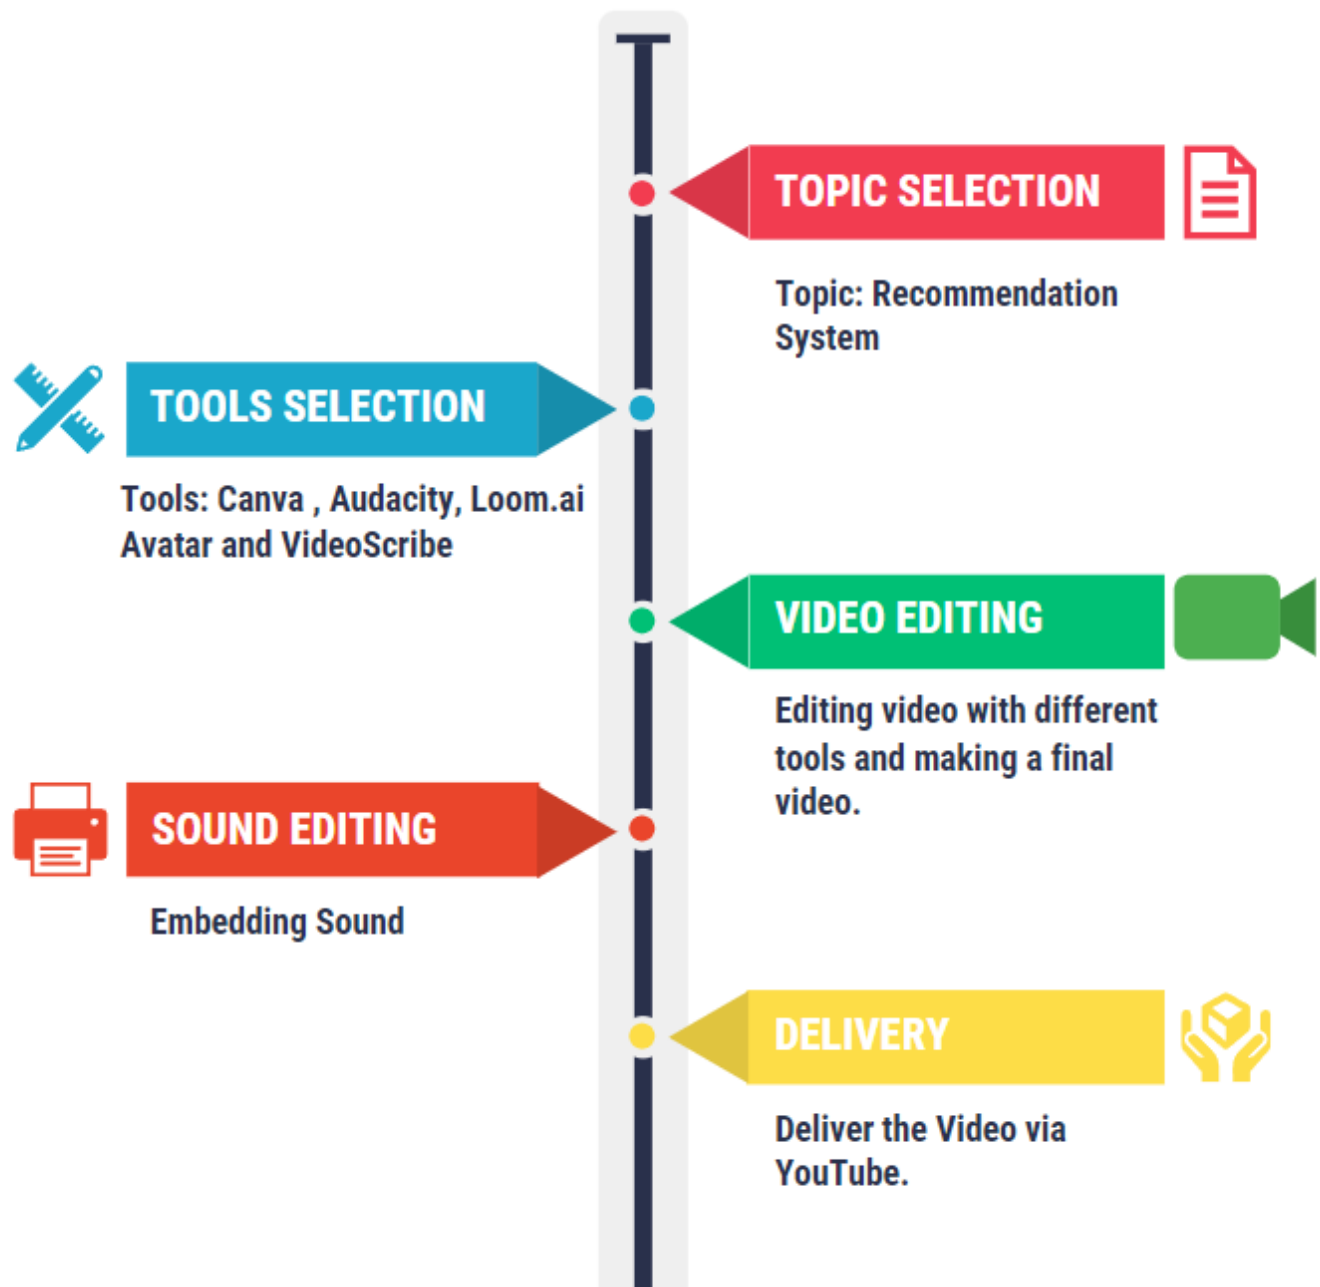 TOPIC SELECTION
Topic: Recommendation
System
TOOLS SELECTION
Tools: Canva , Audacity, Loom.ai
Avatar and VideoScribe
VIDEO EDITING
Editing video with different
tools and making a final
video.
SOUND EDITING
Embedding Sound
DELIVERY
Deliver the Video via
YouTube.